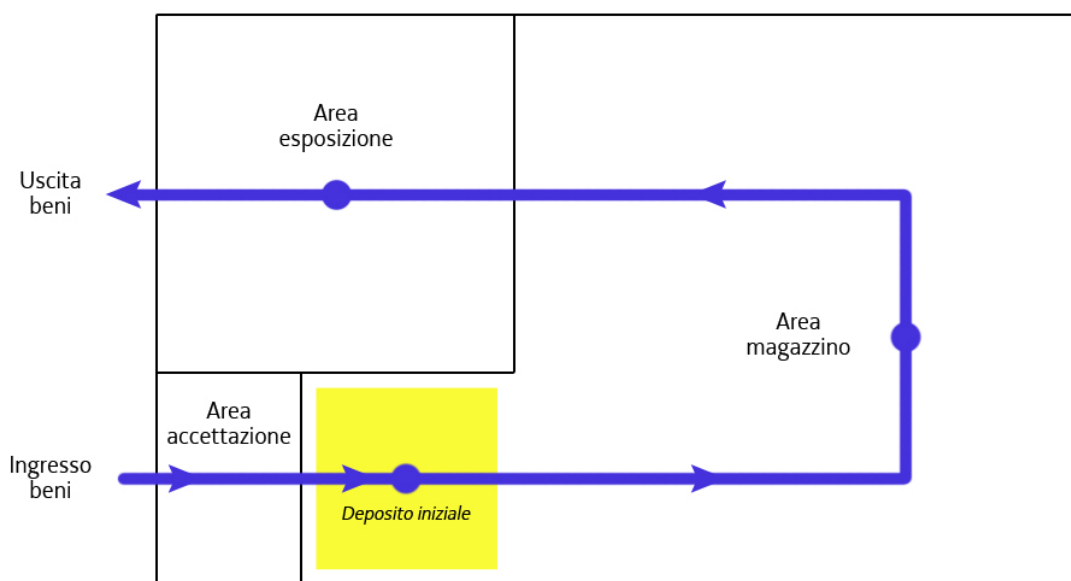 Area
esposizione
Uscita
beni
Area
magazzino
Area
accettazione
Ingresso
beni
Deposito iniziale